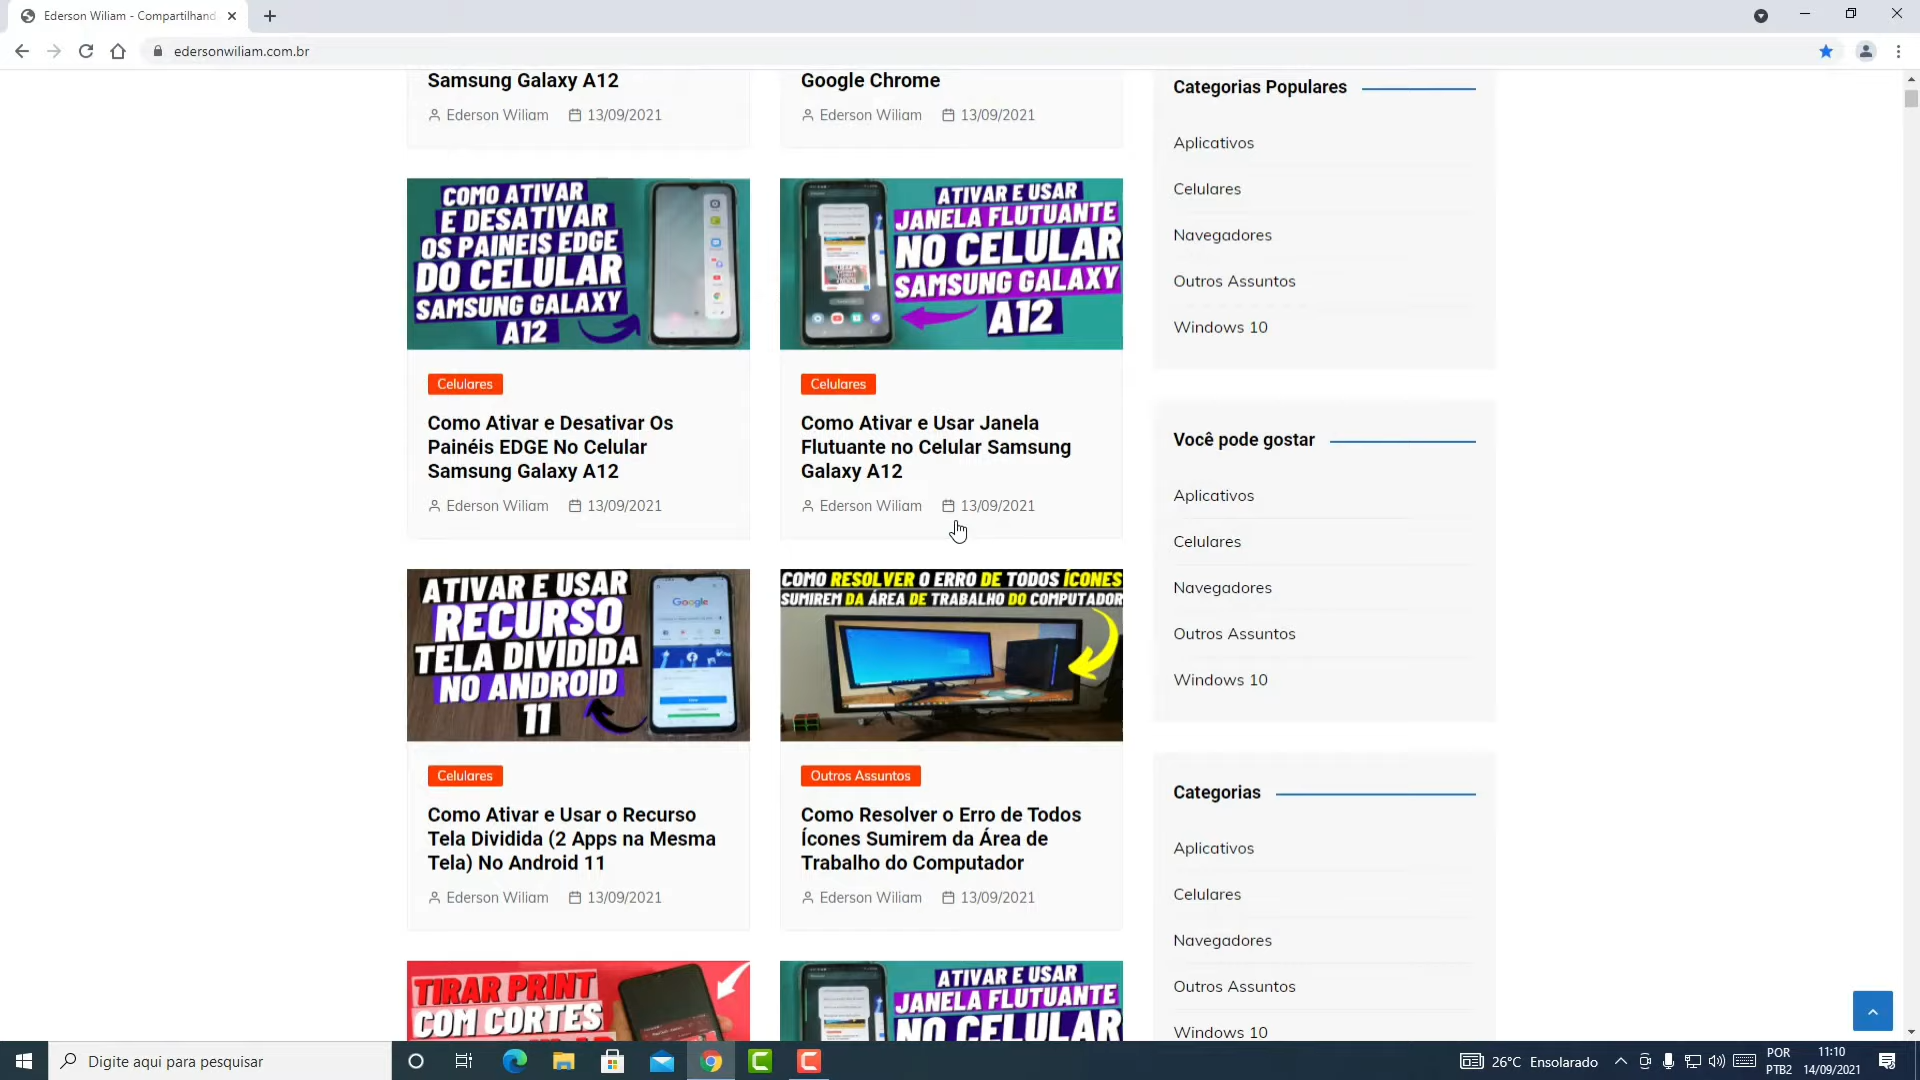 Ederson Wiliam - Compartilhand
edersonwiliam.com.br
Samsung Galaxy A12
Ederson Wiliam 13/09/2021
Google Chrome
Ederson Wiliam 13/09/2021
COMO ATIVAR
E DESATIVAR
OS PAINEIS EDGE
DO CELULAR
SAMSUNG GALAXY
A12
Celulares
Como Ativar e Desativar Os
Painéis EDGE No Celular
Samsung Galaxy A12
Ederson Wiliam 13/09/2021
ATIVAR E USAR
JANELA FLUTUANTE
NO CELULAR
SAMSUNG GALAXY
A12
Celulares
Como Ativar e Usar Janela
Flutuante no Celular Samsung
Galaxy A12
Ederson Wiliam 13/09/2021
ATIVAR E USAR
RECURSO
TELA DIVIDIDA
NO ANDROID
11
Google
Celulares
Como Ativar e Usar o Recurso
Tela Dividida (2 Apps na Mesma
Tela) No Android 11
Ederson Wiliam 13/09/2021
COMO RESOLVER O ERRO DE TODOS ÍCONES
SUMIREM DA ÁREA DE TRABALHO DO COMPUTADOR
Outros Assuntos
Como Resolver o Erro de Todos
Ícones Sumirem da Área de
Trabalho do Computador
Ederson Wiliam 13/09/2021
TIRAR PRINT
COM CORTES
ATIVAR E USAR
JANELA FLUTUANTE
NO CELULAR
Categorias Populares
Aplicativos
Celulares
Navegadores
Outros Assuntos
Windows 10
Você pode gostar
Aplicativos
Celulares
Navegadores
Outros Assuntos
Windows 10
Categorias
Aplicativos
Celulares
Navegadores
Outros Assuntos
Windows 10
Digite aqui para pesquisar
26°C Ensolarado
POR
PTB2
11:10
14/09/2021